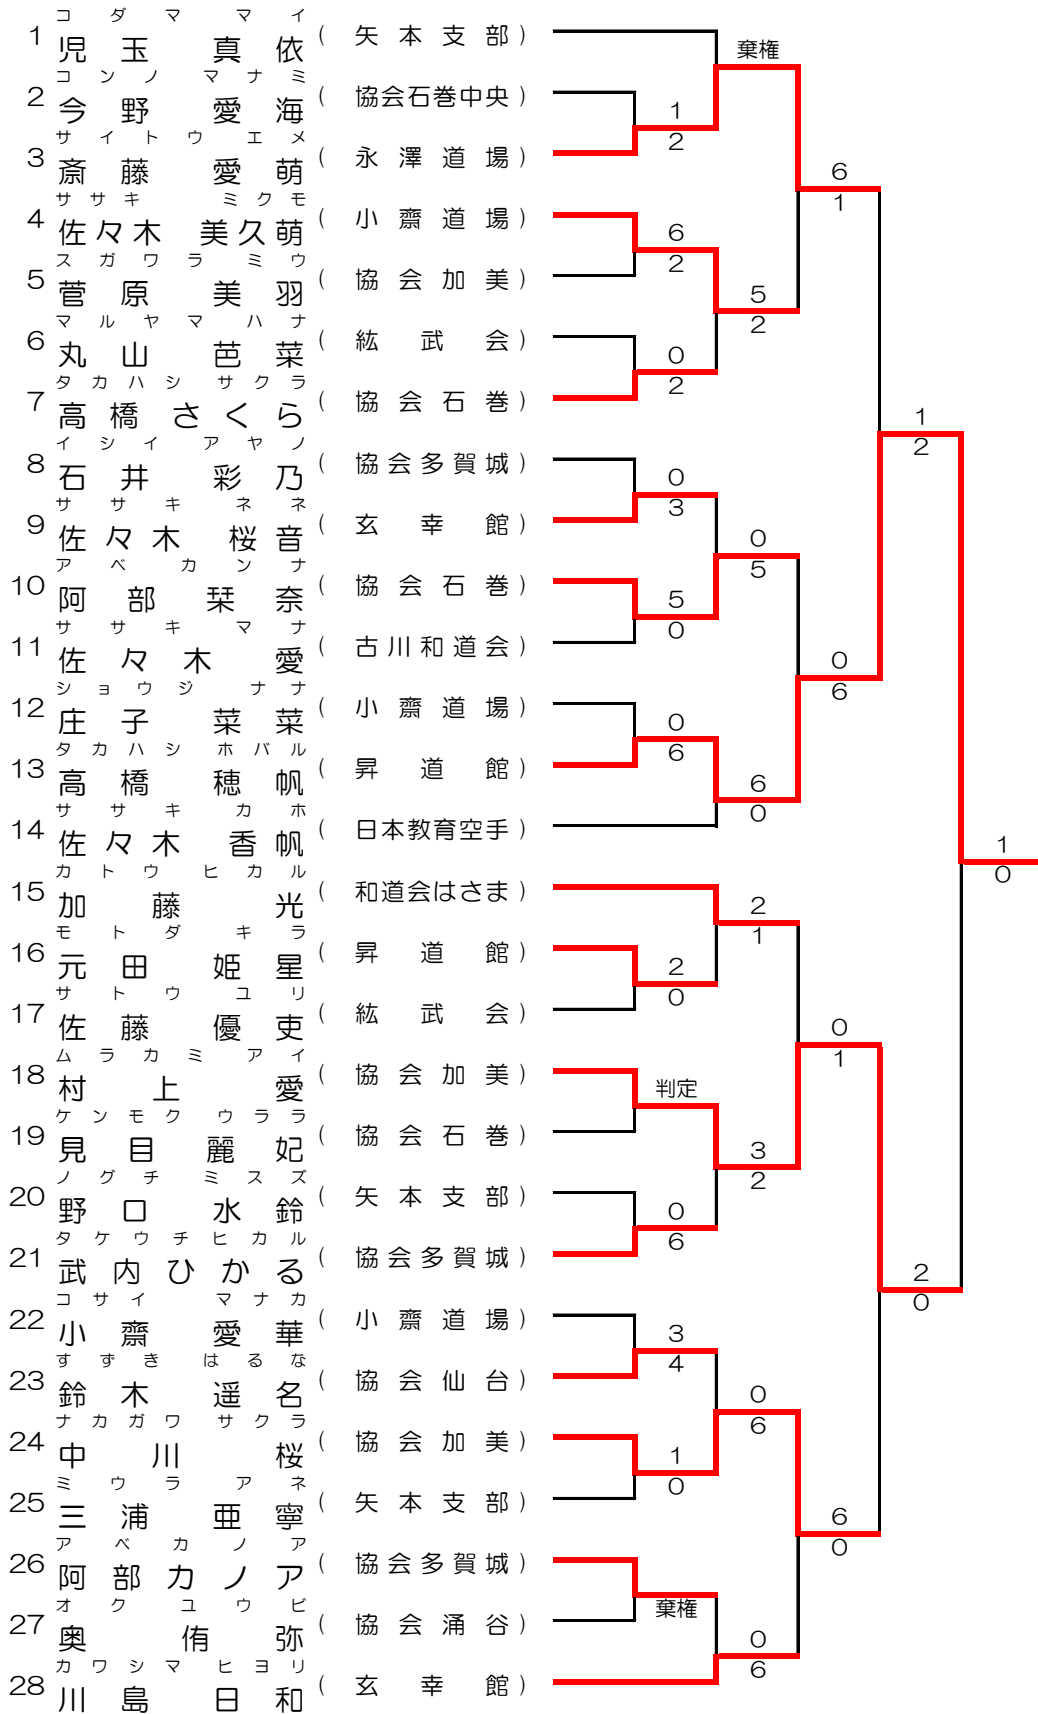 コダママイ
1 児玉 真依 (矢本支部)
棄権
コンノ マナミ
2 今野 愛海 (協会石巻中央)
1
2
サイトウ エメ
3 斎藤 愛萌 (永澤道場)
6
1
ササキ ミクモ
4 佐々木 美久萌 (小齋道場)
6
2
スガワラ ミウ
5 菅原 美羽 (協会加美)
5
2
マルヤマ ハナ
6 丸山 芭菜 (紘武会)
0
2
タカハシ サクラ
7 高橋さくら (協会石巻)
1
2
イシイ アヤノ
8 石井 彩乃 (協会多賀城)
0
3
ササキ ネネ
9 佐々木 桜音 (玄幸館)
0
5
アベ カンナ
10 阿部 栞奈 (協会石巻)
5
0
ササキ マナ
11 佐々木 愛 (古川和道会)
0
6
ショウジ ナナ
12 庄子 菜菜 (小齋道場)
0
6
タカハシ ホバル
13 高橋 穂帆 (昇道館)
6
0
ササキ カホ
14 佐々木 香帆 (日本教育空手)
1
0
カトウ ヒカル
15 加藤 光 (和道会はさま)
2
1
モトダ キラ
16 元田 姫星 (昇道館)
2
0
サトウ ユリ
17 佐藤 優吏 (紘武会)
0
1
ムラカミ アイ
18 村上 愛 (協会加美)
判定
ケンモク ウララ
19 見目 麗妃 (協会石巻)
3
2
ノグチ ミスズ
20 野口 水鈴 (矢本支部)
0
6
タケウチヒカル
21 武内ひかる (協会多賀城)
2
0
コサイ マナカ
22 小齋 愛華 (小齋道場)
3
4
すずき はるな
23 鈴木 遥名 (協会仙台)
0
6
ナカガワ サクラ
24 中川 桜 (協会加美)
1
0
ミウラ アネ
25 三浦 亜寧 (矢本支部)
6
0
アベカノア
26 阿部カノア (協会多賀城)
棄権
オク ユウビ
27 奥 侑弥 (協会涌谷)
0
6
カワシマ ヒヨリ
28 川島 日和 (玄幸館)